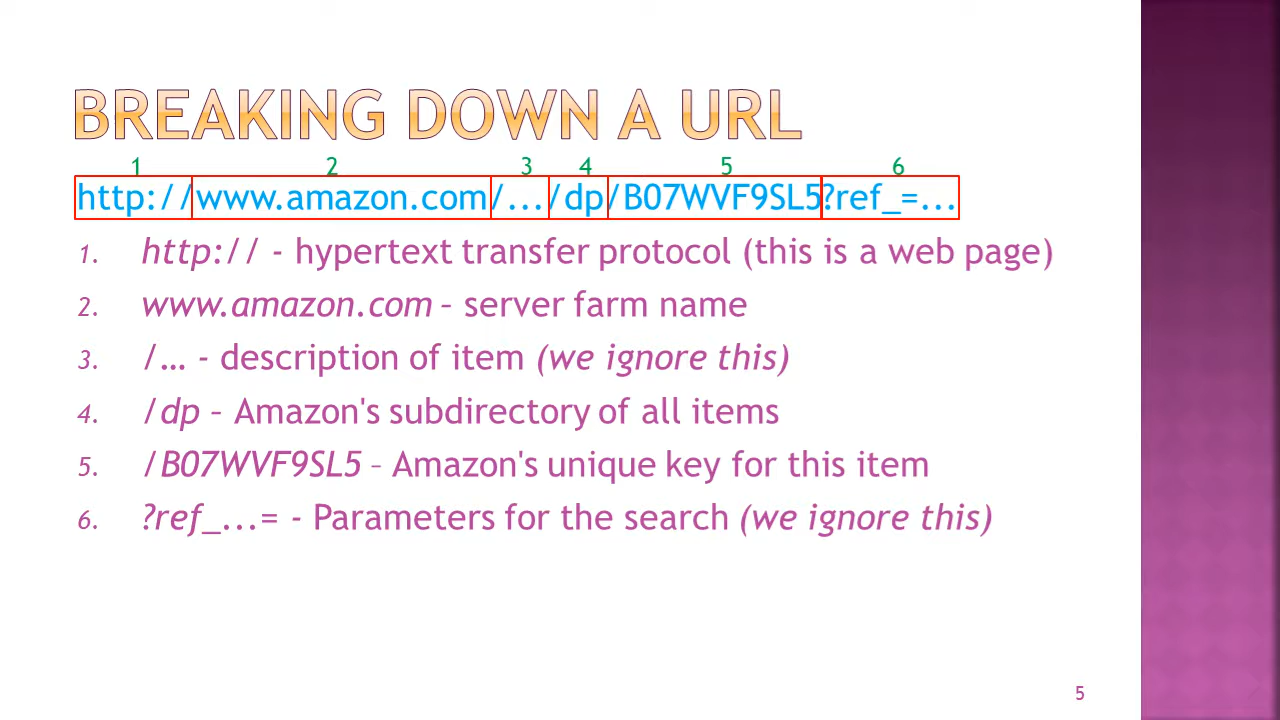 BREAKING DOWN A URL
1 2 3 4 5 6
http://www.amazon.com/.../dp/B07WVF9SL5?ref_=...
1. http:// - hypertext transfer protocol (this is a web page)
2. www.amazon.com – server farm name
3. /… - description of item (we ignore this)
4. /dp – Amazon's subdirectory of all items
5. /B07WVF9SL5 – Amazon's unique key for this item
6. ?ref_...= - Parameters for the search (we ignore this)
5